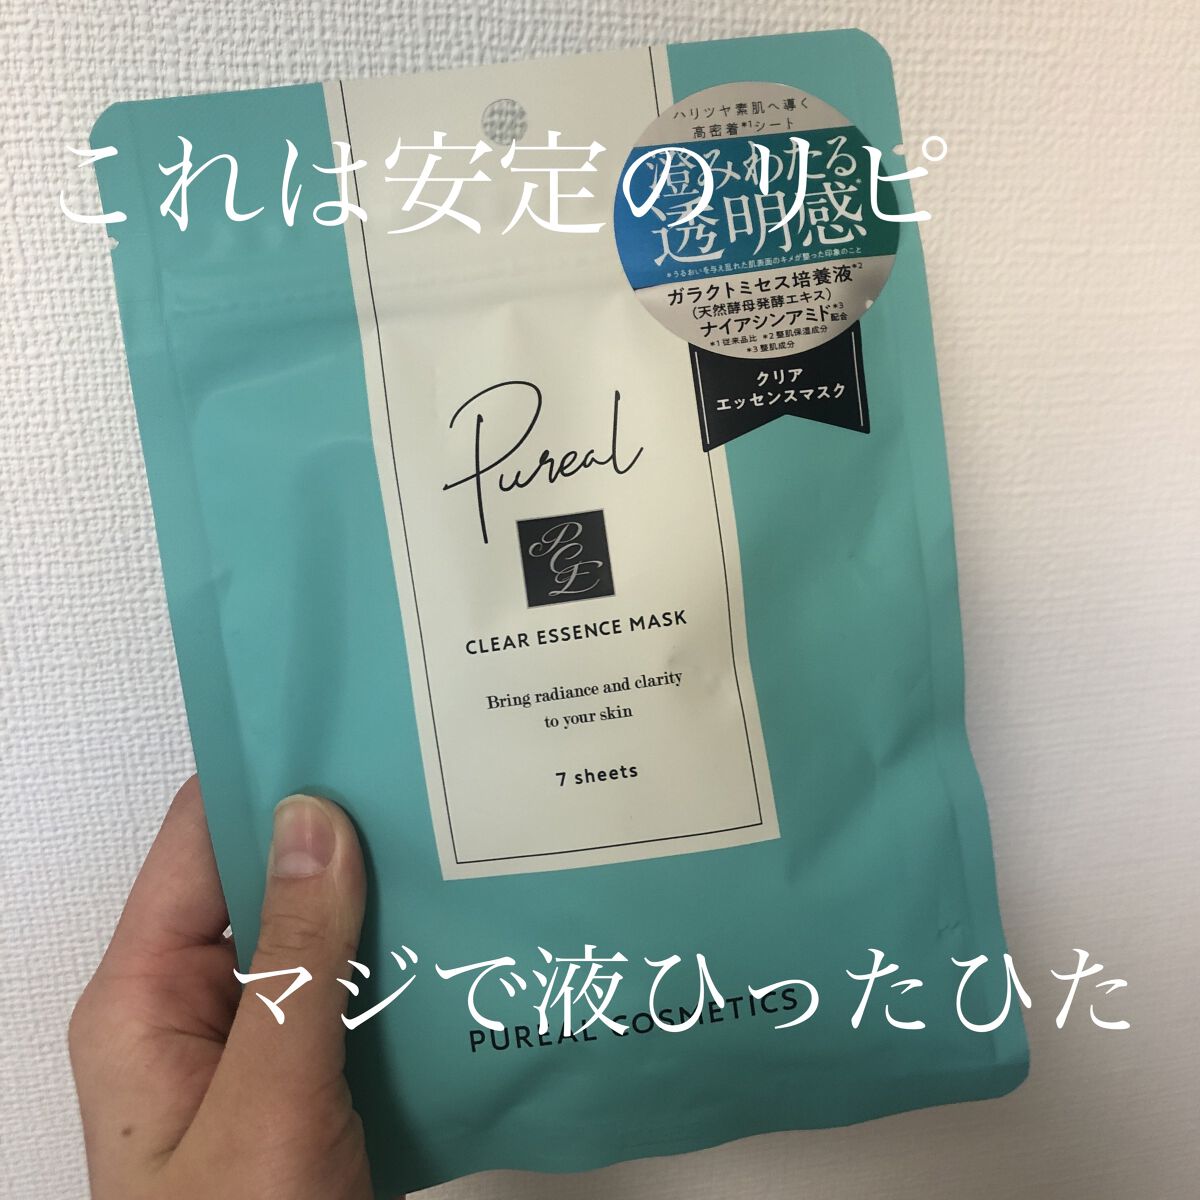 ハリツヤ素肌へ導く
高密着*1シート
これは安定のリピ
澄みわたる
透明感
*うるおいを与え乱れた肌表面のキメが整った印象のこと
ガラクトミセス培養液*2
(天然酵母発酵エキス)
ナイアシンアミド*3配合
*1従来品比 *2整肌保湿成分
*3整肌成分
クリア
エッセンスマスク
Pureal
PCE
CLEAR ESSENCE MASK
Bring radiance and clarity
to your skin
7 sheets
マジで液ひったひた
PUREAL COSMETICS